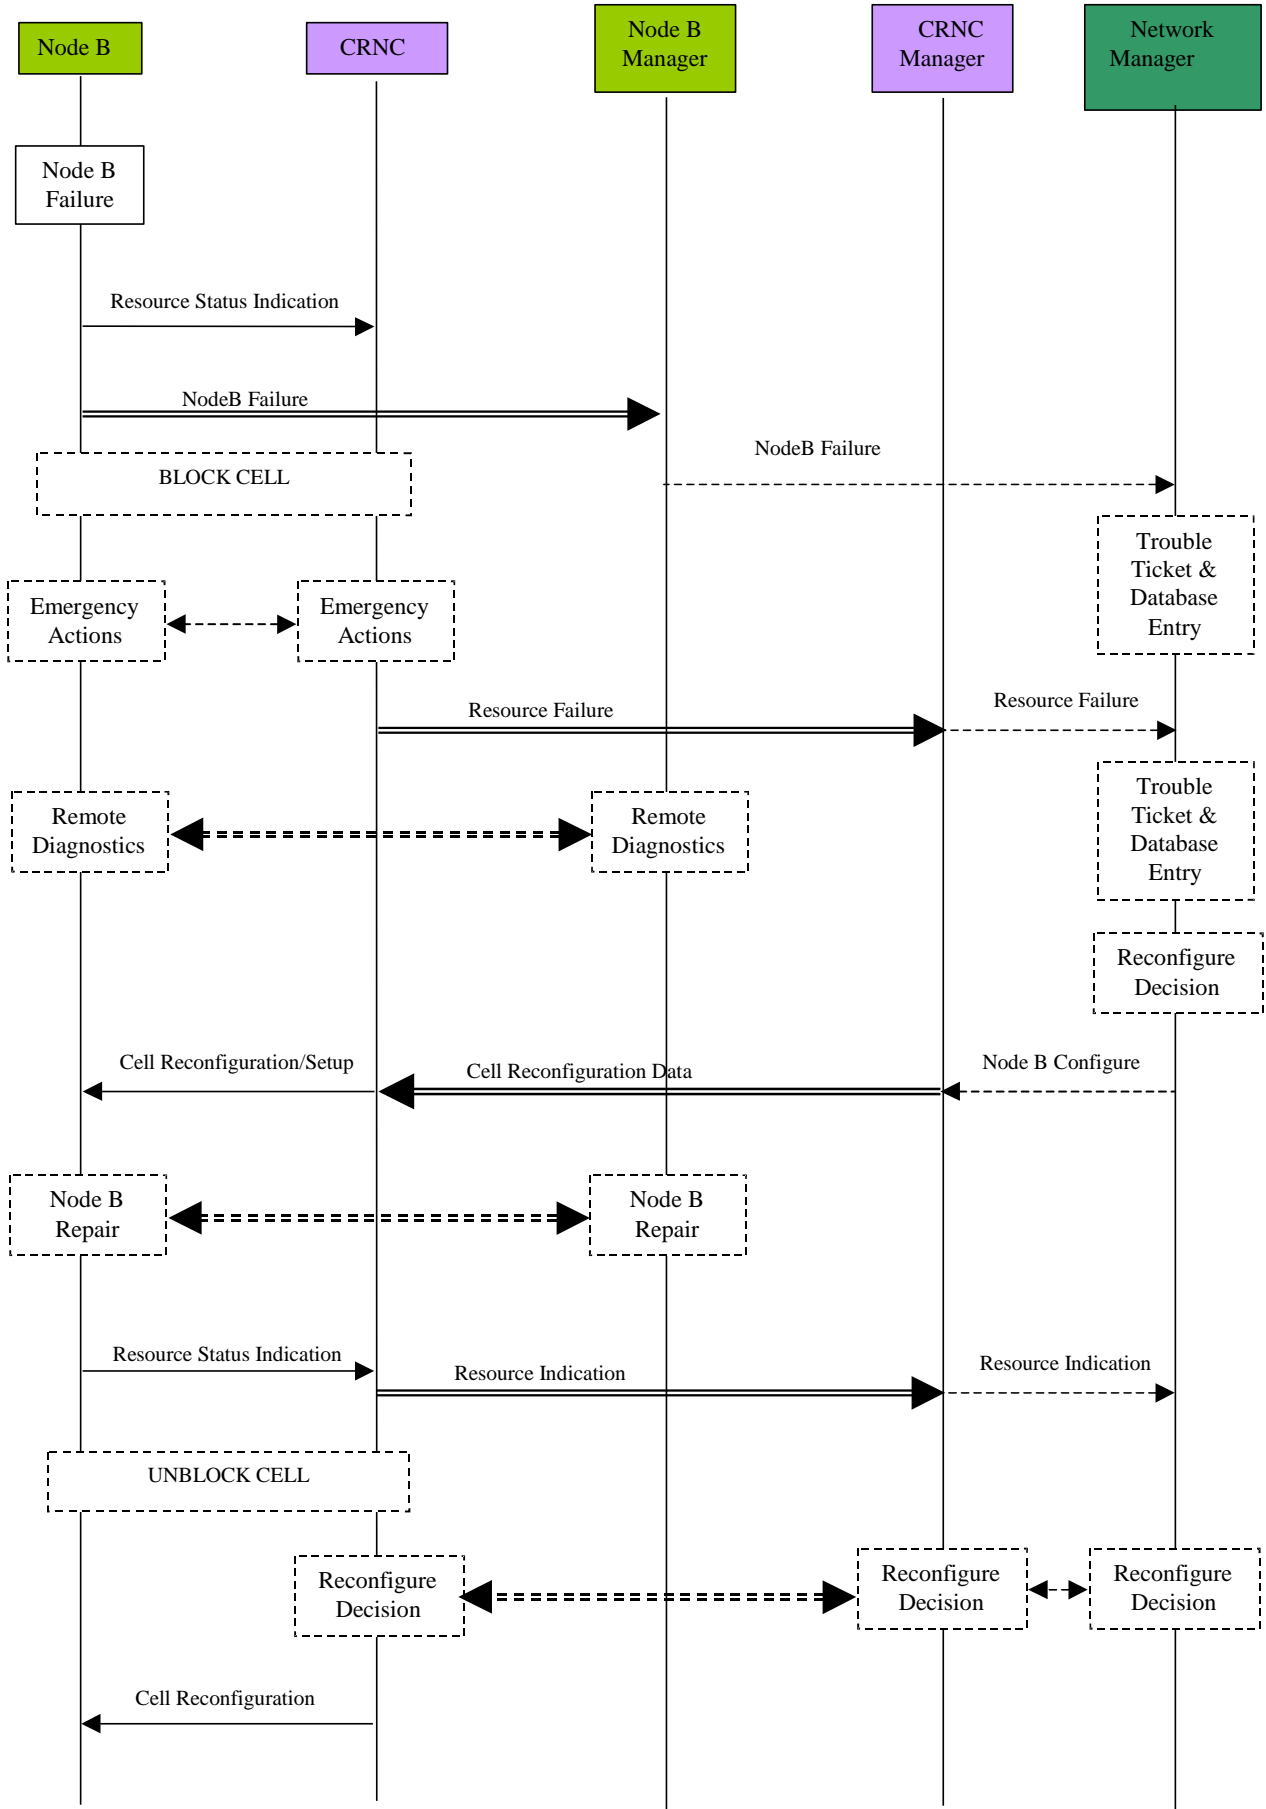 Node B
CRNC
Node B
Manager
CRNC
Manager
Network
Manager
Node B
Failure
Resource Status Indication
NodeB Failure
NodeB Failure
BLOCK CELL
Trouble
Ticket &
Database
Entry
Emergency
Actions
Emergency
Actions
Resource Failure
Resource Failure
Remote
Diagnostics
Remote
Diagnostics
Trouble
Ticket &
Database
Entry
Reconfigure
Decision
Cell Reconfiguration/Setup
Cell Reconfiguration Data
Node B Configure
Node B
Repair
Node B
Repair
Resource Status Indication
Resource Indication
Resource Indication
UNBLOCK CELL
Reconfigure
Decision
Reconfigure
Decision
Reconfigure
Decision
Cell Reconfiguration